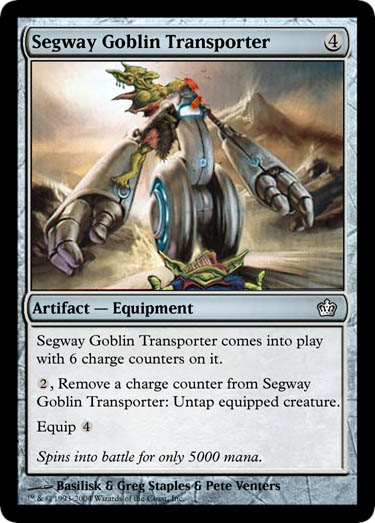 Segway Goblin Transporter 4
Artifact — Equipment
Segway Goblin Transporter comes into play
with 6 charge counters on it.
2, Remove a charge counter from Segway
Goblin Transporter: Untap equipped creature.
Equip 4
Spins into battle for only 5000 mana.
Basilisk & Greg Staples & Pete Venters
™ & © 1993-2004 Wizards of the Coast, Inc.